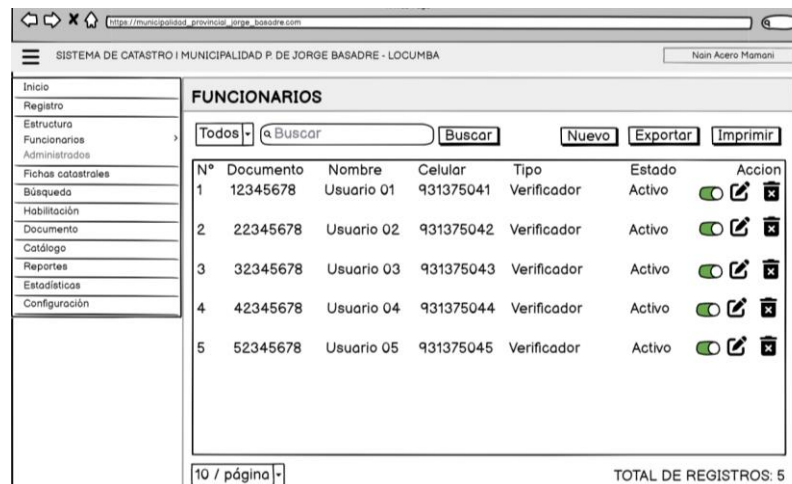 https://municipalidad_provincial_jorge_basadre.com
SISTEMA DE CATASTRO I MUNICIPALIDAD P. DE JORGE BASADRE - LOCUMBA
Nain Acero Mamani
Inicio
Registro
Estructura
Funcionarios
Administrados
Fichas catastrales
Búsqueda
Habilitación
Documento
Catálogo
Reportes
Estadísticas
Configuración
FUNCIONARIOS
Todos Buscar Buscar Nuevo Exportar Imprimir
N° Documento Nombre Celular Tipo Estado Accion
1 12345678 Usuario 01 931375041 Verificador Activo
2 22345678 Usuario 02 931375042 Verificador Activo
3 32345678 Usuario 03 931375043 Verificador Activo
4 42345678 Usuario 04 931375044 Verificador Activo
5 52345678 Usuario 05 931375045 Verificador Activo
10 / página TOTAL DE REGISTROS: 5